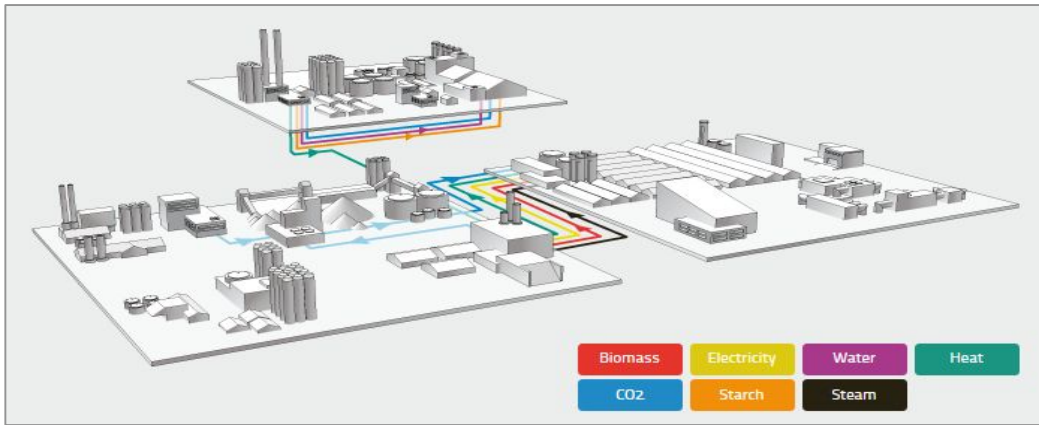 Biomass
Electricity
Water
Heat
CO2
Starch
Steam